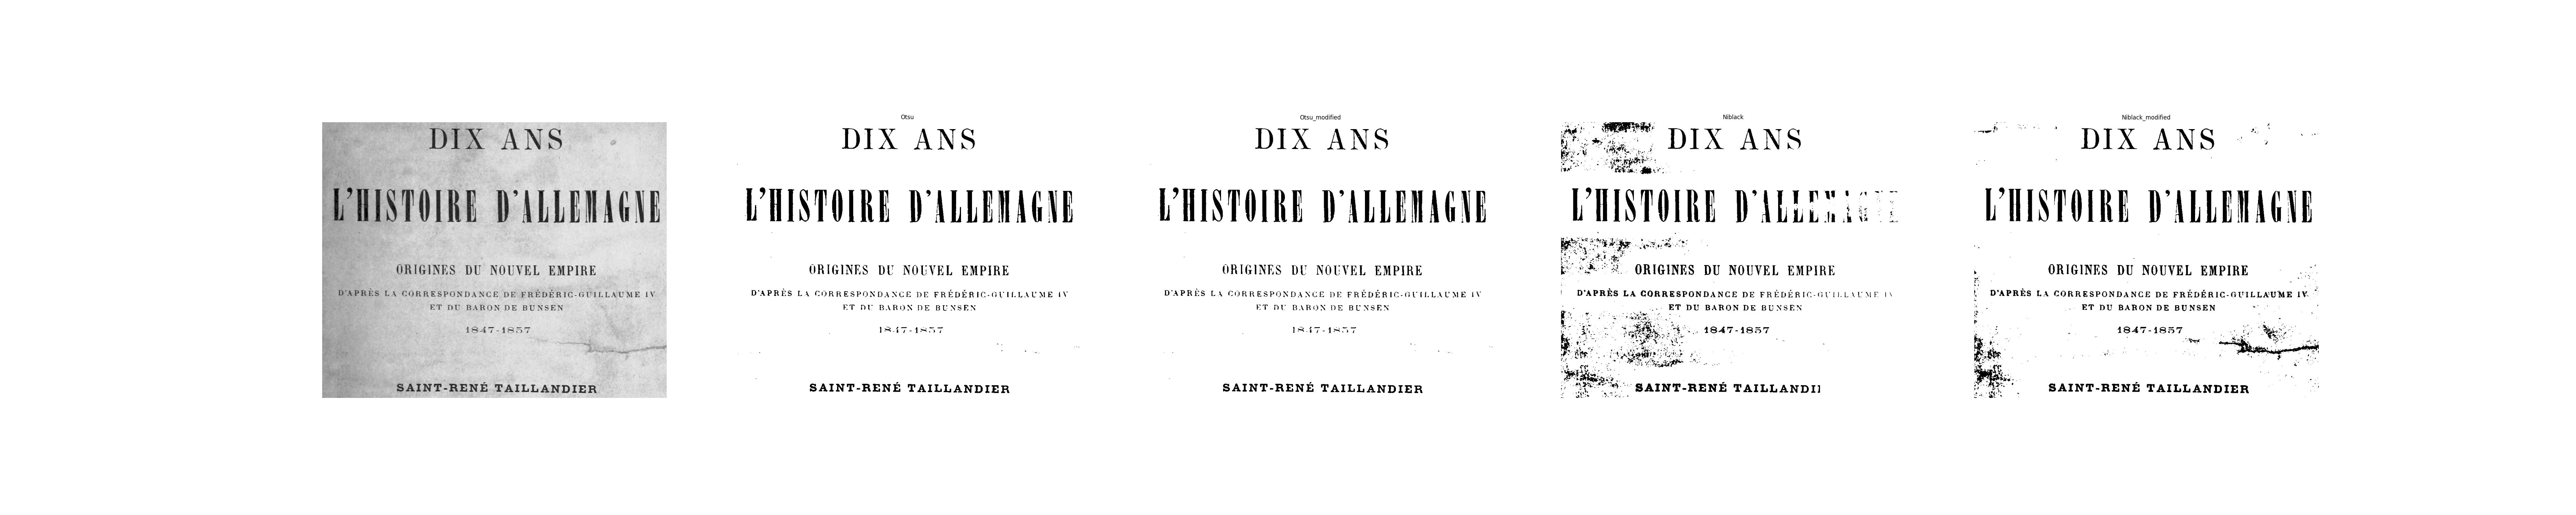 DIX ANS
L'HISTOIRE D'ALLEMAGNE
ORIGINES DU NOUVEL EMPIRE
D'APRÈS LA CORRESPONDANCE DE FRÉDÉRIC-GUILLAUME IV
ET DU BARON DE BUNSEN
1847-1857
SAINT-RENÉ TAILLANDIER
Otsu
DIX ANS
L'HISTOIRE D'ALLEMAGNE
ORIGINES DU NOUVEL EMPIRE
D'APRÈS LA CORRESPONDANCE DE FRÉDÉRIC-GUILLAUME IV
ET DU BARON DE BUNSEN
1847-1857
SAINT-RENÉ TAILLANDIER
Otsu_modified
DIX ANS
L'HISTOIRE D'ALLEMAGNE
ORIGINES DU NOUVEL EMPIRE
D'APRÈS LA CORRESPONDANCE DE FRÉDÉRIC-GUILLAUME IV
ET DU BARON DE BUNSEN
1847-1857
SAINT-RENÉ TAILLANDIER
Niblack
DIX ANS
L'HISTOIRE D'ALLEMAGNE
ORIGINES DU NOUVEL EMPIRE
D'APRÈS LA CORRESPONDANCE DE FRÉDÉRIC-GUILLAUME IV
ET DU BARON DE BUNSEN
1847-1857
SAINT-RENÉ TAILLANDI
Niblack_modified
DIX ANS
L'HISTOIRE D'ALLEMAGNE
ORIGINES DU NOUVEL EMPIRE
D'APRÈS LA CORRESPONDANCE DE FRÉDÉRIC-GUILLAUME IV
ET DU BARON DE BUNSEN
1847-1857
SAINT-RENÉ TAILLANDIER